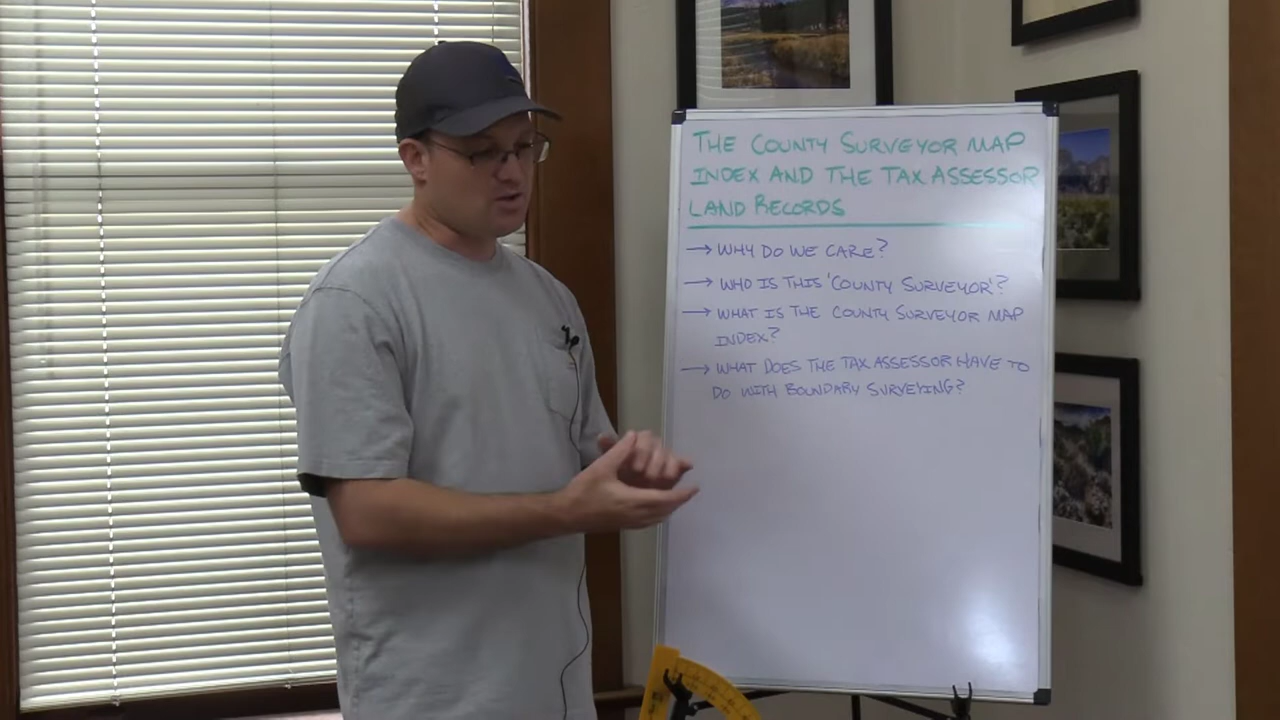 THE COUNTY SURVEYOR MAP
INDEX AND THE TAX ASSESSOR
LAND RECORDS
→ WHY DO WE CARE?
→ WHO IS THIS 'COUNTY SURVEYOR'?
→ WHAT IS THE COUNTY SURVEYOR MAP
INDEX?
→ WHAT DOES THE TAX ASSESSOR HAVE TO
DO WITH BOUNDARY SURVEYING?